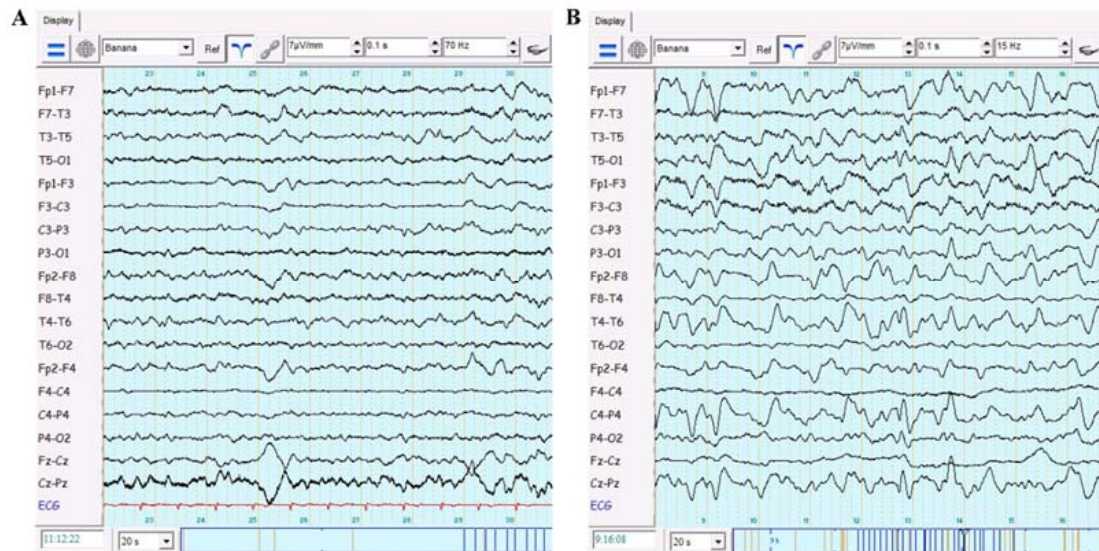 A
Display
Banana Ref 7µV/mm 0.1 s 70 Hz
23 24 25 26 27 28 29 30
Fp1-F7
F7-T3
T3-T5
T5-O1
Fp1-F3
F3-C3
C3-P3
P3-O1
Fp2-F8
F8-T4
T4-T6
T6-O2
Fp2-F4
F4-C4
C4-P4
P4-O2
Fz-Cz
Cz-Pz
ECG
23 24 25 26 27 28 29 30
11:12:22 20 s
B
Display
Banana Ref 7µV/mm 0.1 s 15 Hz
9 10 11 12 13 14 15 16
Fp1-F7
F7-T3
T3-T5
T5-O1
Fp1-F3
F3-C3
C3-P3
P3-O1
Fp2-F8
F8-T4
T4-T6
T6-O2
Fp2-F4
F4-C4
C4-P4
P4-O2
Fz-Cz
Cz-Pz
ECG
9 10 11 12 13 14 15 16
9:16:08 20 s